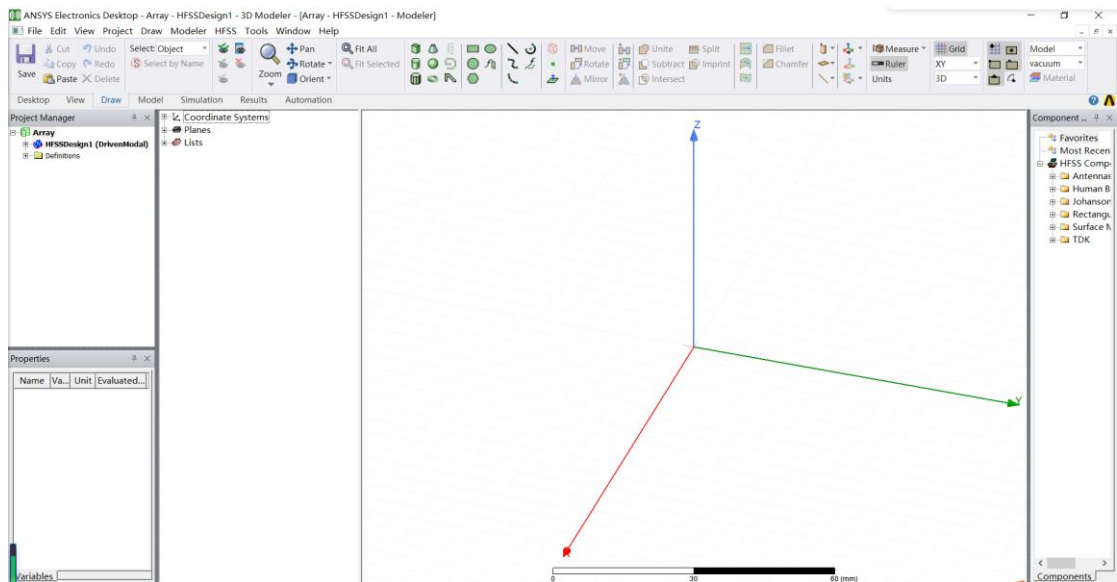 ANSYS Electronics Desktop - Array - HFSSDesign1 - 3D Modeler - [Array - HFSSDesign1 - Modeler]
File Edit View Project Draw Modeler HFSS Tools Window Help
Save
Cut Undo
Copy Redo
Paste Delete
Select: Object
Select by Name
Zoom
Pan
Rotate
Orient
Fit All
Fit Selected
Move
Rotate
Mirror
Unite
Subtract
Intersect
Split
Imprint
Fillet
Chamfer
Measure
Ruler
Units
Grid
XY
3D
Model
vacuum
Material
Desktop View Draw Model Simulation Results Automation
Project Manager
Array
HFSSDesign1 (DrivenModal)
Definitions
Coordinate Systems
Planes
Lists
Z
Y
0 30 60 (mm)
Properties
Name Va... Unit Evaluated...
Variables
Component ...
Favorites
Most Recen
HFSS Comp
Antennas
Human B
Johanson
Rectangu
Surface M
TDK
Components